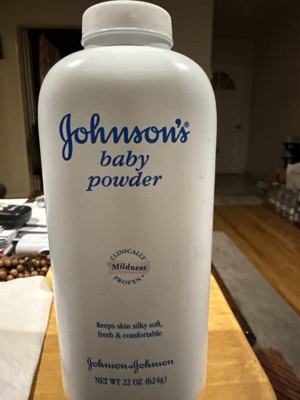 Johnson's®
baby
powder
CLINICALLY
Mildness
PROVEN
Keeps skin silky soft,
fresh & comfortable
Johnson & Johnson
NET WT 22 OZ (624g)